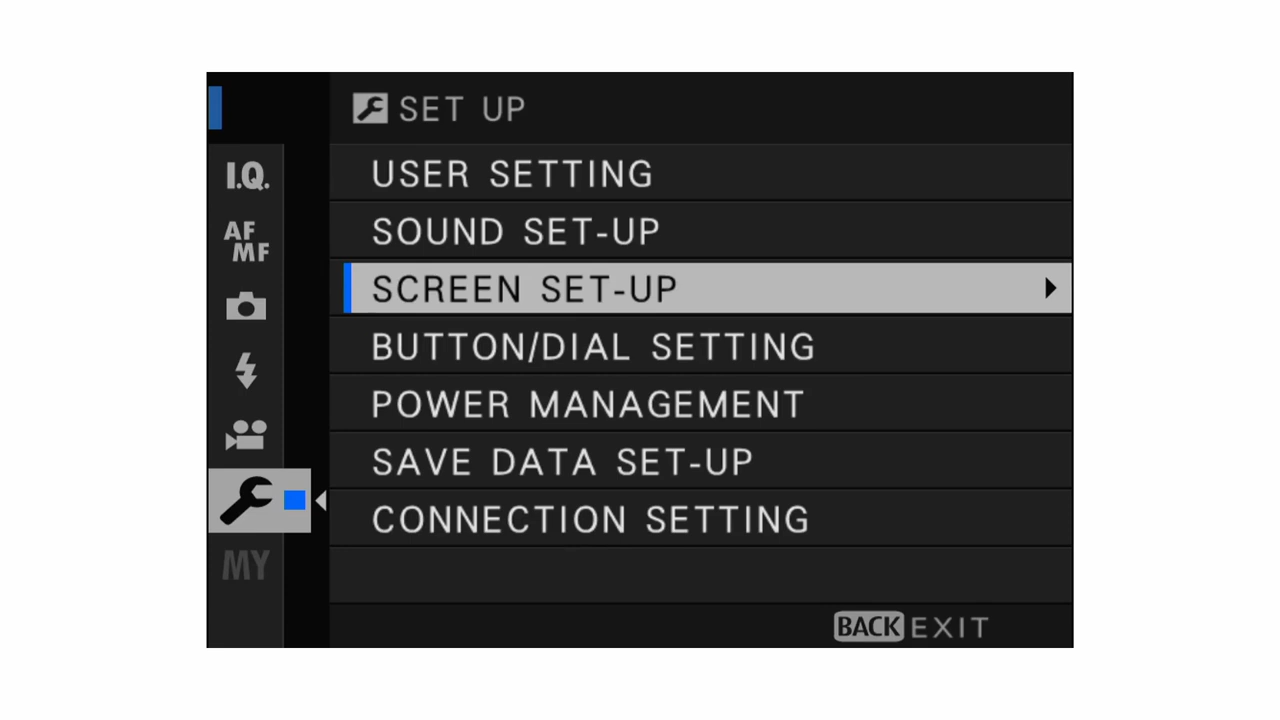 SET UP
I.Q.
USER SETTING
AF
MF
SOUND SET-UP
SCREEN SET-UP
BUTTON/DIAL SETTING
POWER MANAGEMENT
SAVE DATA SET-UP
CONNECTION SETTING
MY
BACK EXIT